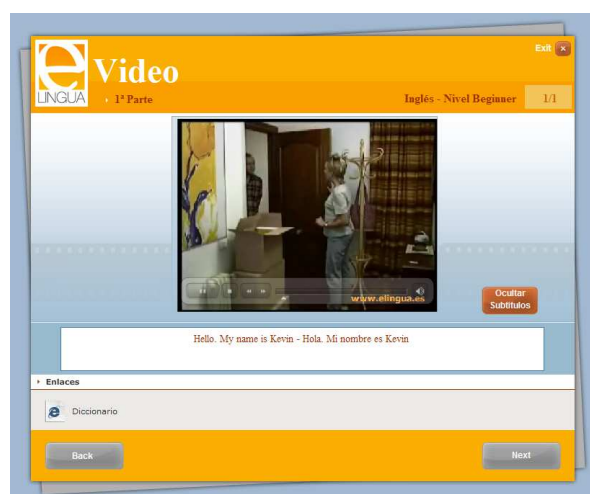 Exit
Video
LINGUA
1ª Parte
Inglés - Nivel Beginner 1/1
www.elingua.es
Ocultar
Subtítulos
Hello. My name is Kevin - Hola. Mi nombre es Kevin
Enlaces
Diccionario
Back
Next